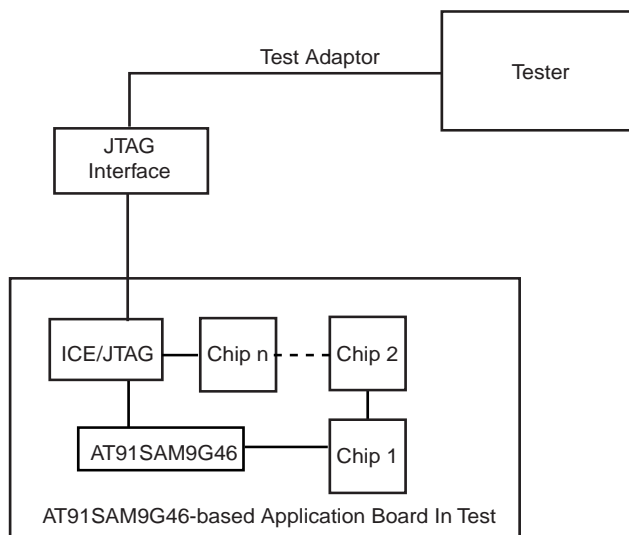 Test Adaptor
Tester
JTAG
Interface
ICE/JTAG
Chip n
Chip 2
AT91SAM9G46
Chip 1
AT91SAM9G46-based Application Board In Test